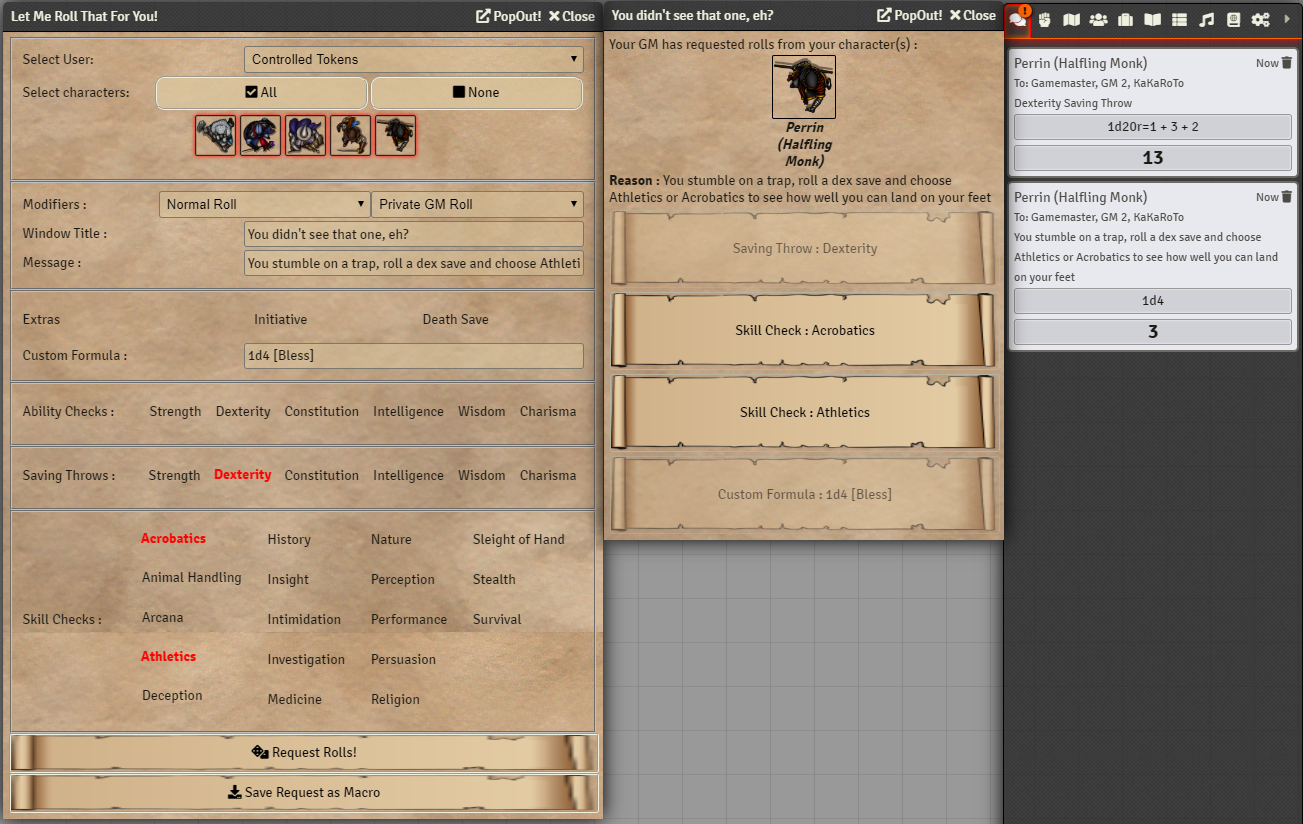 Let Me Roll That For You!
PopOut!
Close
Select User:
Controlled Tokens
Select characters:
All
None
Modifiers :
Normal Roll
Private GM Roll
Window Title :
You didn't see that one, eh?
Message :
You stumble on a trap, roll a dex save and choose Athleti
Extras
Initiative
Death Save
Custom Formula :
1d4 [Bless]
Ability Checks :
Strength
Dexterity
Constitution
Intelligence
Wisdom
Charisma
Saving Throws :
Strength
Dexterity
Constitution
Intelligence
Wisdom
Charisma
Skill Checks :
Acrobatics
History
Nature
Sleight of Hand
Animal Handling
Insight
Perception
Stealth
Arcana
Intimidation
Performance
Survival
Athletics
Investigation
Persuasion
Deception
Medicine
Religion
Request Rolls!
Save Request as Macro
You didn't see that one, eh?
PopOut!
Close
Your GM has requested rolls from your character(s) :
Perrin
(Halfling
Monk)
Reason : You stumble on a trap, roll a dex save and choose
Athletics or Acrobatics to see how well you can land on your feet
Saving Throw : Dexterity
Skill Check : Acrobatics
Skill Check : Athletics
Custom Formula : 1d4 [Bless]
Perrin (Halfling Monk)
Now
To: Gamemaster, GM 2, KaKaRoTo
Dexterity Saving Throw
1d20r=1 + 3 + 2
13
Perrin (Halfling Monk)
Now
To: Gamemaster, GM 2, KaKaRoTo
You stumble on a trap, roll a dex save and choose
Athletics or Acrobatics to see how well you can land
on your feet
1d4
3